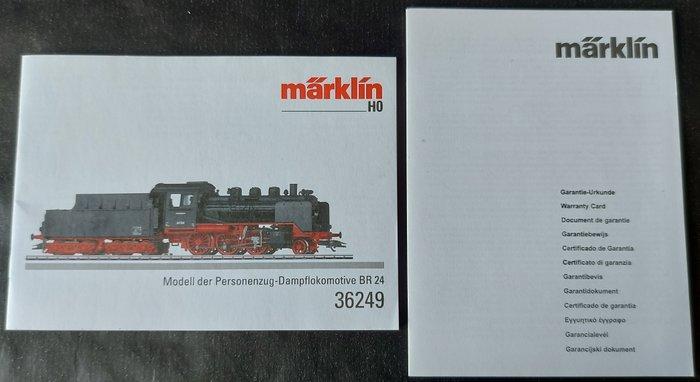 märklin
H0
Modell der Personenzug-Dampflokomotive BR 24
36249
märklin
Garantie-Urkunde
Warranty Card
Document de garantie
Garantiebewijs
Certificado de Garantía
Certificato di garanzia
Garantibevis
Garantidokument
Certificado de garantia
Εγγυητικό έγγραφο
Garancialevél
Garancijski dokument